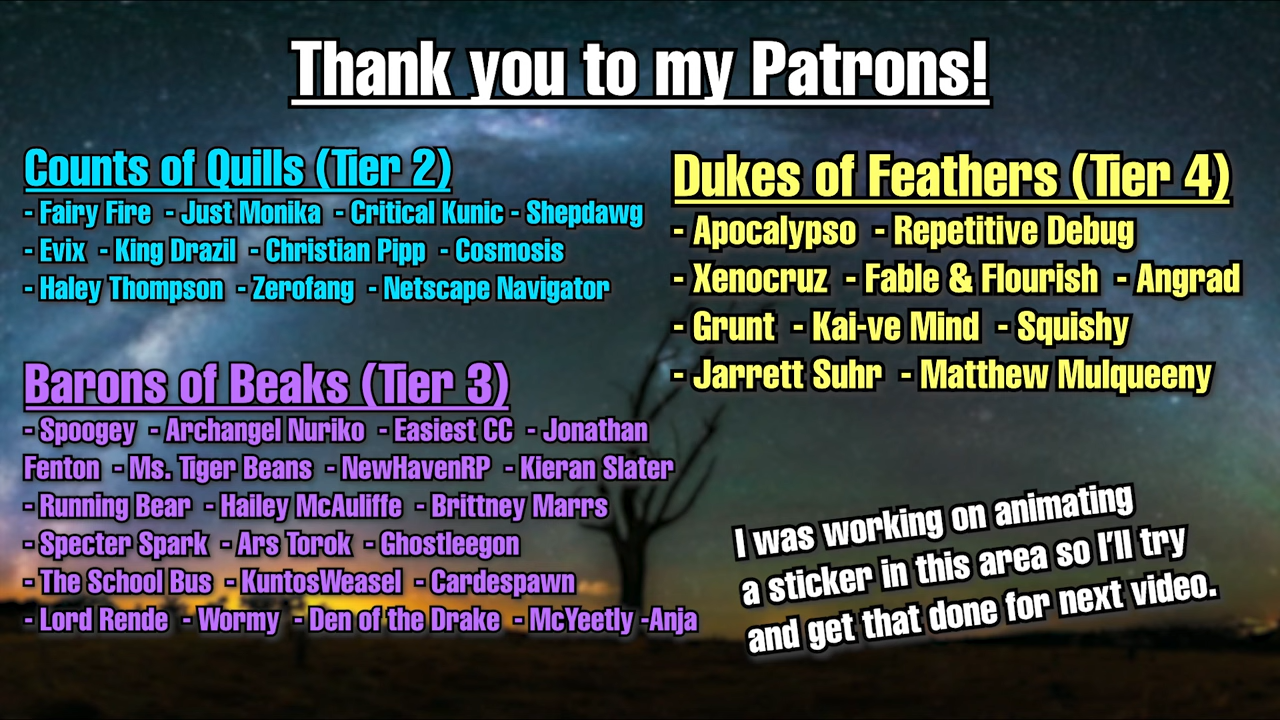 Thank you to my Patrons!
Counts of Quills (Tier 2)
- Fairy Fire - Just Monika - Critical Kunic - Shepdawg
- Evix - King Drazil - Christian Pipp - Cosmosis
- Haley Thompson - Zerofang - Netscape Navigator
Barons of Beaks (Tier 3)
- Spoogey - Archangel Nuriko - Easiest CC - Jonathan
Fenton - Ms. Tiger Beans - NewHavenRP - Kieran Slater
- Running Bear - Hailey McAuliffe - Brittney Marrs
- Specter Spark - Ars Torok - Ghostleegon
- The School Bus - KuntosWeasel - Cardespawn
- Lord Rende - Wormy - Den of the Drake - McYeetly -Anja
Dukes of Feathers (Tier 4)
- Apocalypso - Repetitive Debug
- Xenocruz - Fable & Flourish - Angrad
- Grunt - Kai-ve Mind - Squishy
- Jarrett Suhr - Matthew Mulqueeny
I was working on animating
a sticker in this area so I'll try
and get that done for next video.